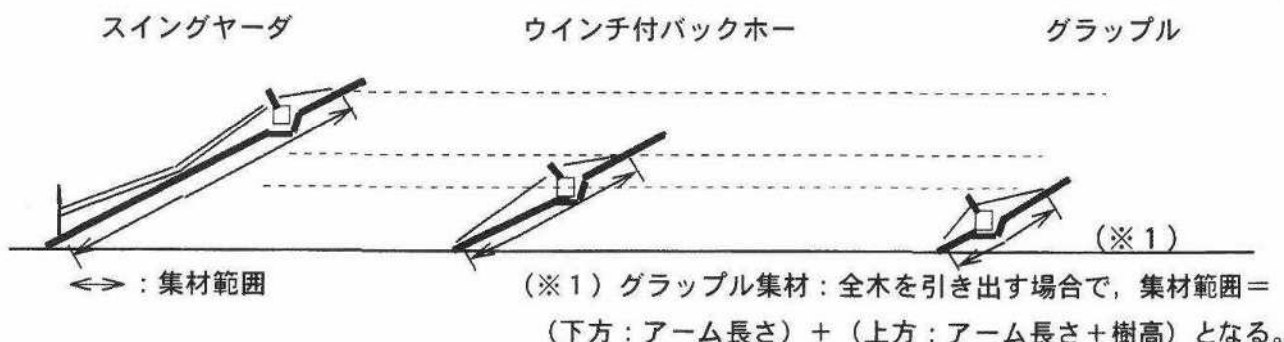 スイングヤーダ
ウインチ付バックホー
グラップル
(※1)
⟷:集材範囲
(※1)グラップル集材:全木を引き出す場合で,集材範囲=
(下方:アーム長さ)+(上方:アーム長さ+樹高)となる。